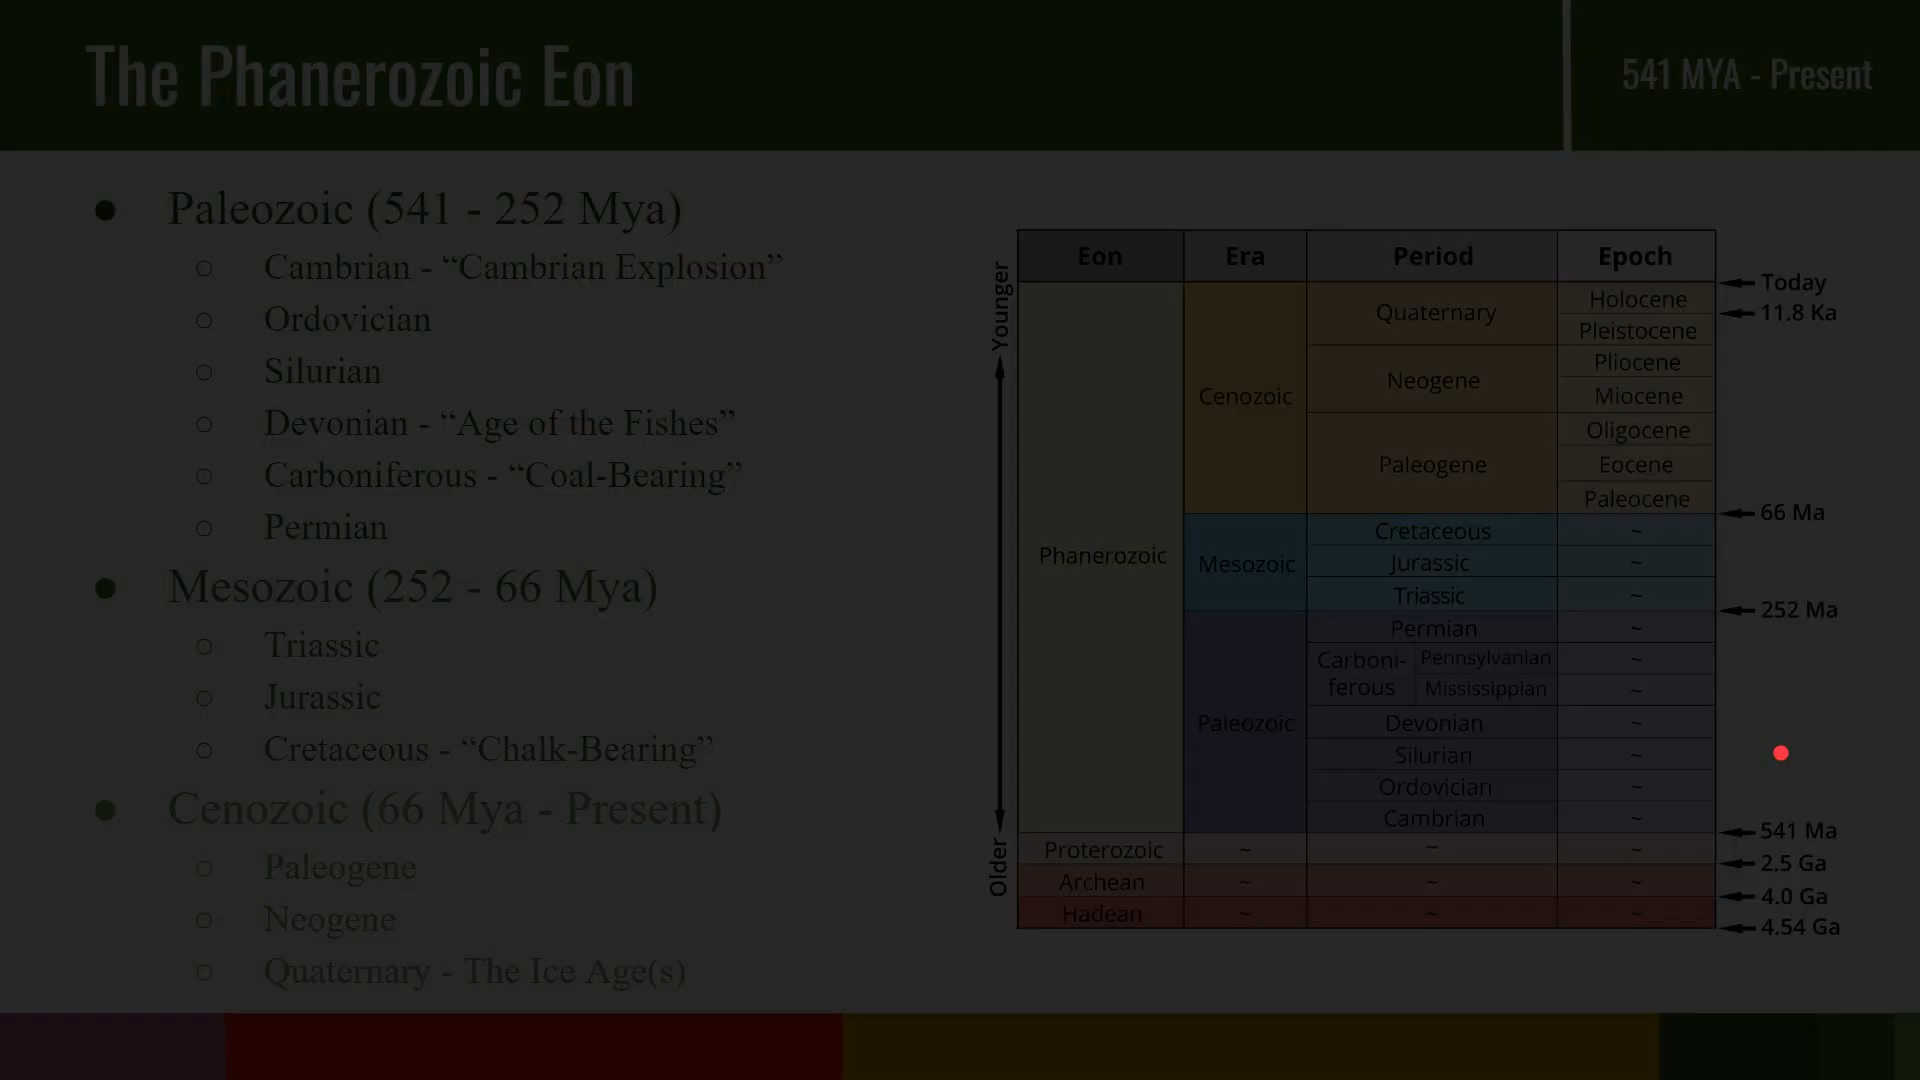 The Phanerozoic Eon
541 MYA - Present
● Paleozoic (541 - 252 Mya)
○ Cambrian - “Cambrian Explosion”
○ Ordovician
○ Silurian
○ Devonian - “Age of the Fishes”
○ Carboniferous - “Coal-Bearing”
○ Permian
● Mesozoic (252 - 66 Mya)
○ Triassic
○ Jurassic
○ Cretaceous - “Chalk-Bearing”
● Cenozoic (66 Mya - Present)
○ Paleogene
○ Neogene
○ Quaternary - The Ice Age(s)
Younger
Older
Eon Era Period Epoch
Today
Holocene
11.8 Ka
Quaternary
Pleistocene
Pliocene
Neogene
Cenozoic
Miocene
Oligocene
Paleogene
Eocene
Paleocene
66 Ma
Cretaceous ~
Phanerozoic
Mesozoic
Jurassic ~
Triassic ~
252 Ma
Permian ~
Carboni-
ferous
Pennsylvanian ~
Mississippian ~
Paleozoic
Devonian ~
Silurian ~
Ordovician ~
Cambrian ~
541 Ma
Proterozoic ~ ~ ~
2.5 Ga
Archean ~ ~ ~
4.0 Ga
Hadean ~ ~ ~
4.54 Ga